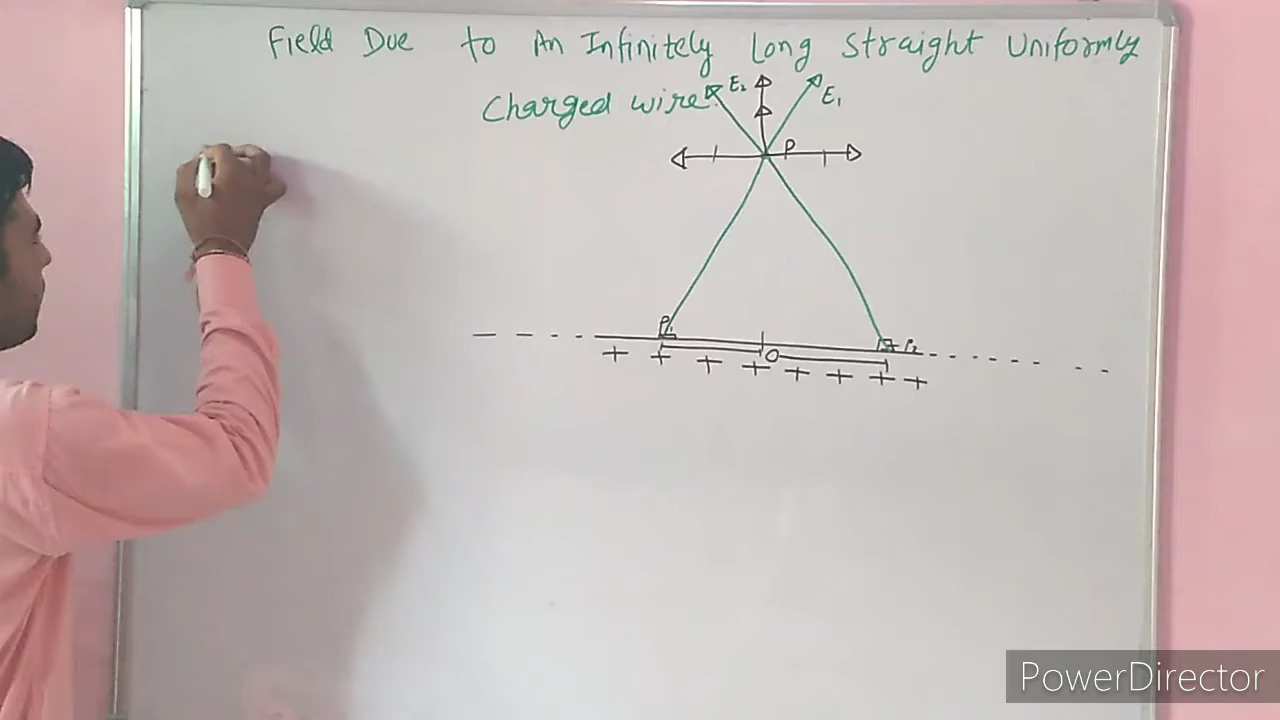 Field Due to An Infinitely Long Straight Uniformly
Charged wire
E₂
E₁
P
P₁
O
P₂
+ + + + + + + +
PowerDirector